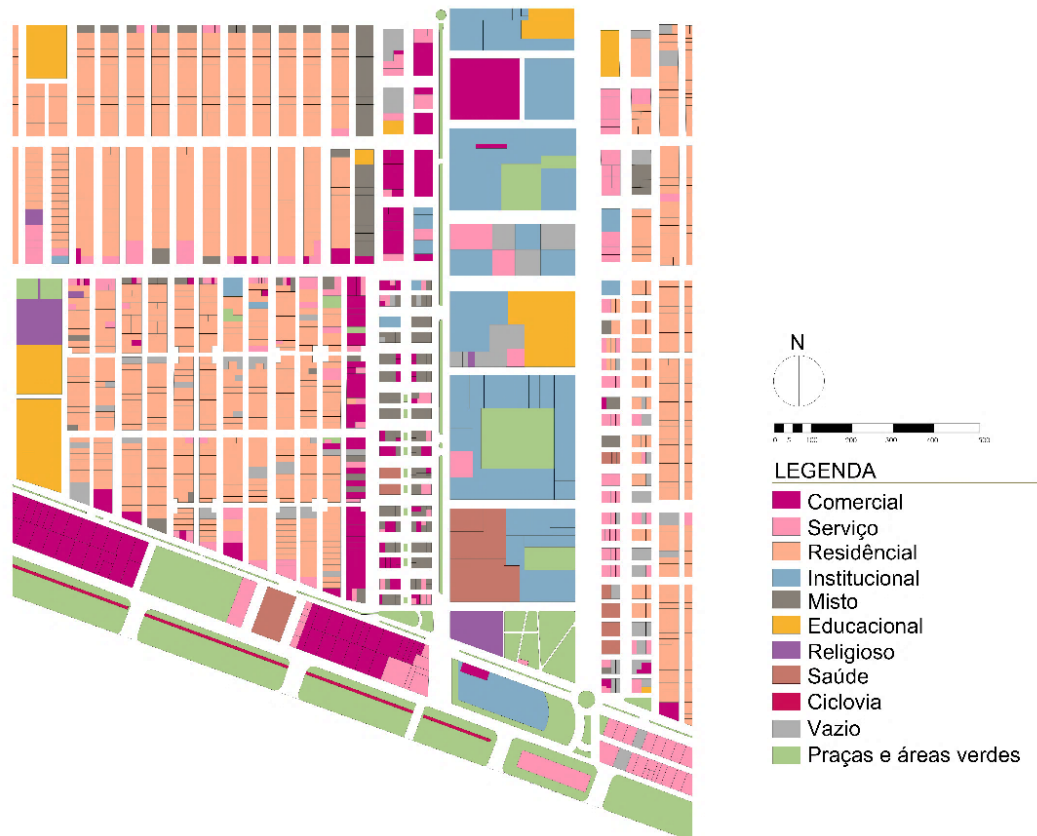 N
0 5 100 200 300 400 500
LEGENDA
Comercial
Serviço
Residêncial
Institucional
Misto
Educacional
Religioso
Saúde
Ciclovia
Vazio
Praças e áreas verdes